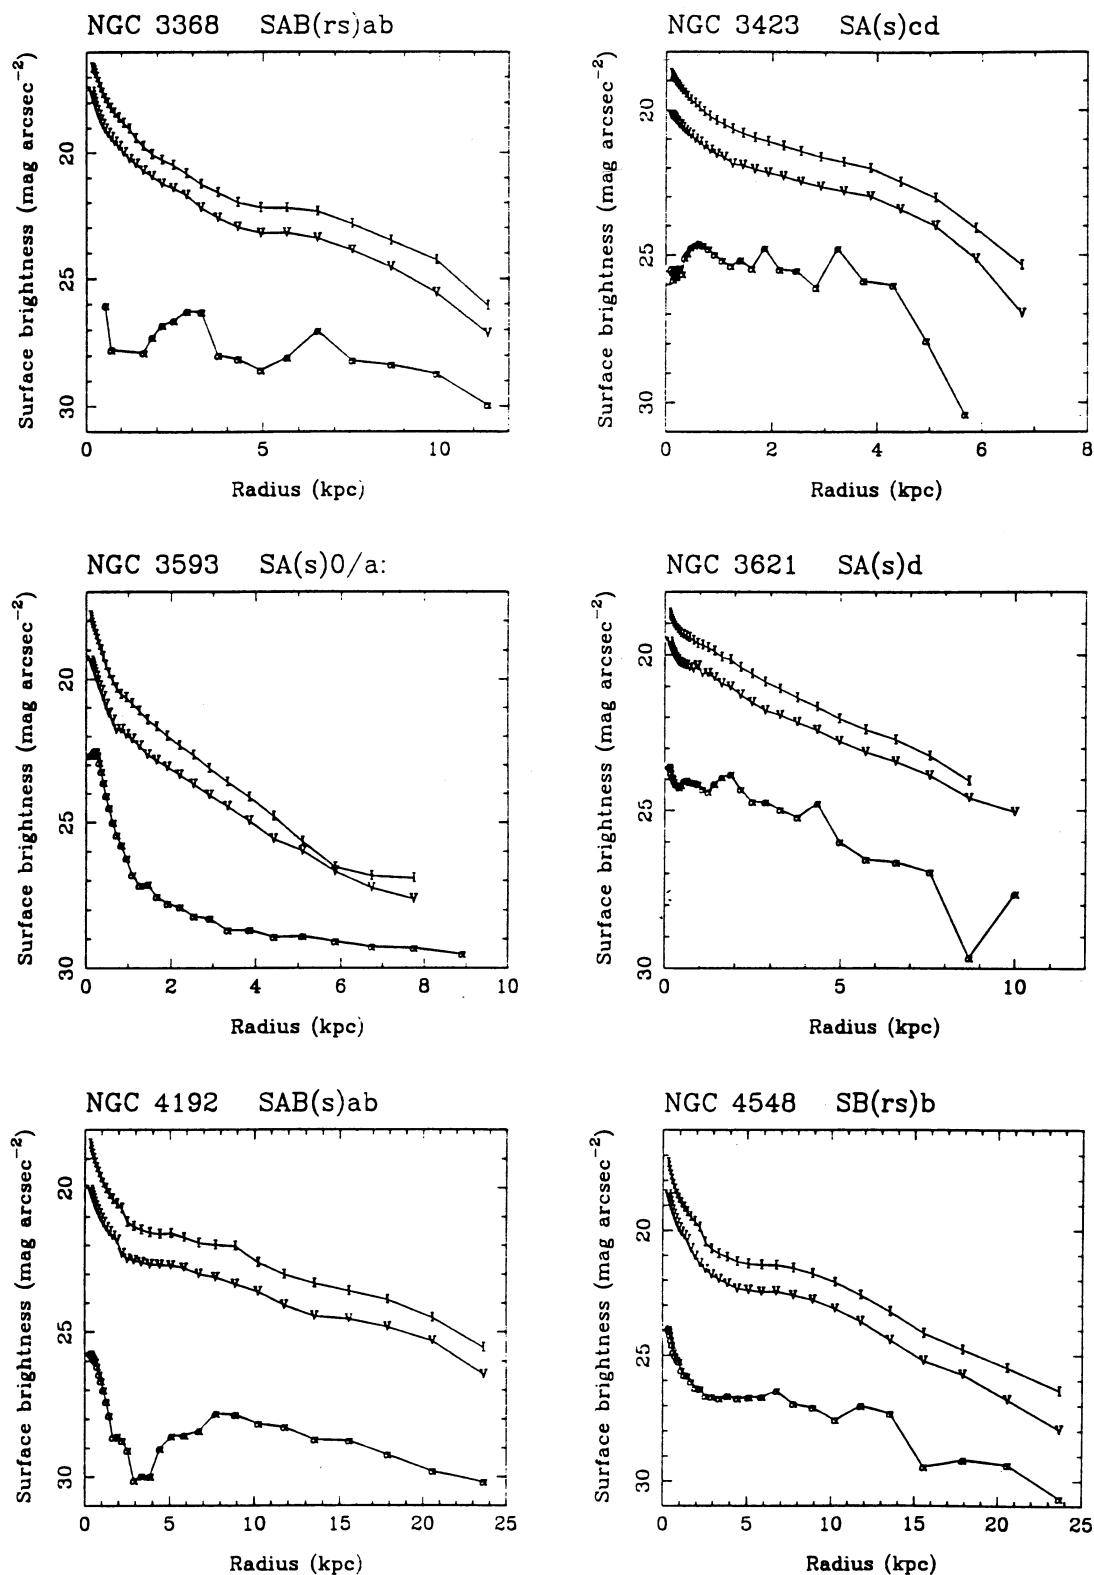 NGC 3368 SAB(rs)ab
Surface brightness (mag arcsec⁻²)
20
25
30
0 5 10
Radius (kpc)
NGC 3423 SA(s)cd
Surface brightness (mag arcsec⁻²)
20
25
30
0 2 4 6 8
Radius (kpc)
NGC 3593 SA(s)0/a:
Surface brightness (mag arcsec⁻²)
20
25
30
0 2 4 6 8 10
Radius (kpc)
NGC 3621 SA(s)d
Surface brightness (mag arcsec⁻²)
20
25
30
0 5 10
Radius (kpc)
NGC 4192 SAB(s)ab
Surface brightness (mag arcsec⁻²)
20
25
30
0 5 10 15 20 25
Radius (kpc)
NGC 4548 SB(rs)b
Surface brightness (mag arcsec⁻²)
20
25
30
0 5 10 15 20 25
Radius (kpc)